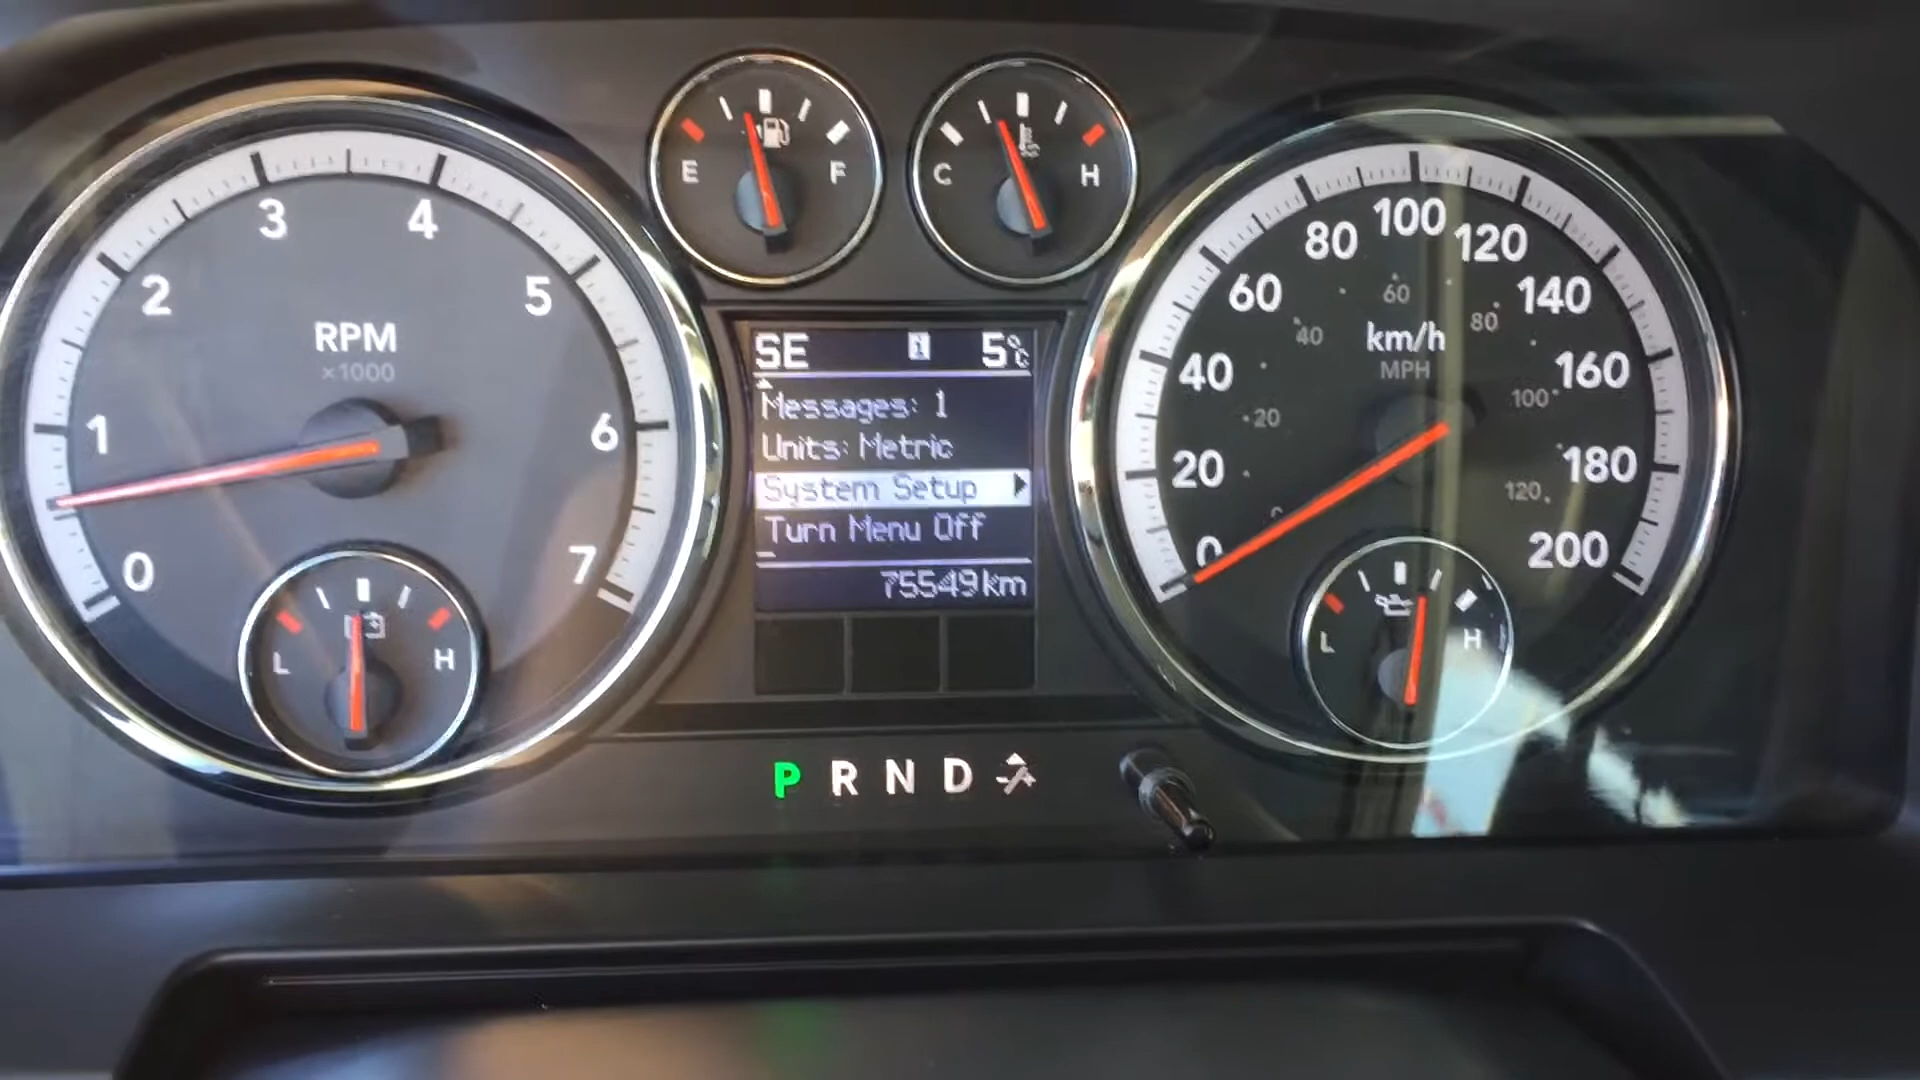 E F
C H
0 1 2 3 4 5 6 7
RPM
×1000
L H
SE 1 5°C
Messages: 1
Units: Metric
System Setup
Turn Menu Off
75549km
0 20 40 60 80 100 120 140 160 180 200
20 40 60 80 100 120
km/h
MPH
L H
P R N D